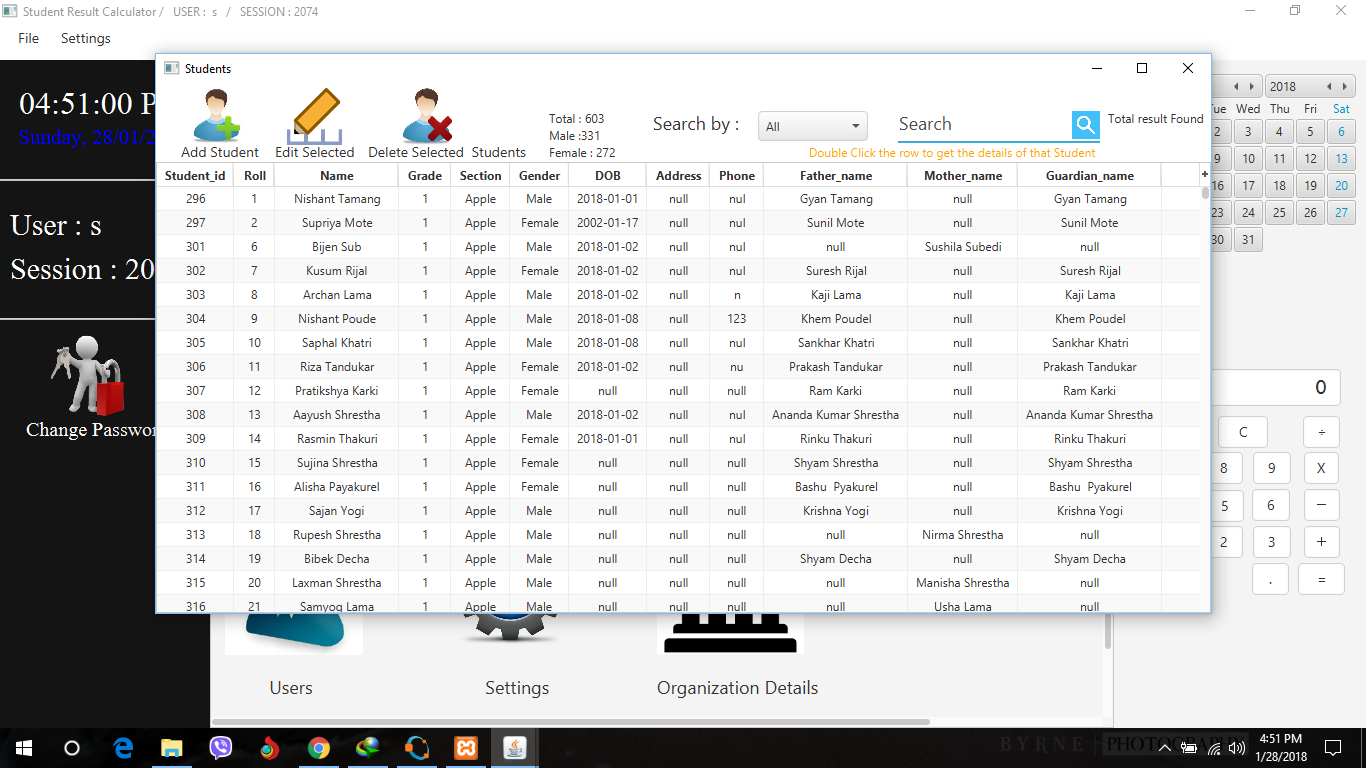 Student Result Calculator /   USER :  s   /   SESSION : 2074
File   Settings
04:51:00 P
Sunday, 28/01/2
User : s
Session : 20
Change Passwor
Students
Add Student   Edit Selected   Delete Selected   Students
Total : 603
Male :331
Female : 272
Search by :   All   Search   Total result Found
Double Click the row to get the details of that Student
Student_id   Roll   Name   Grade   Section   Gender   DOB   Address   Phone   Father_name   Mother_name   Guardian_name   +
296   1   Nishant Tamang   1   Apple   Male   2018-01-01   null   nul   Gyan Tamang   null   Gyan Tamang
297   2   Supriya Mote   1   Apple   Female   2002-01-17   null   nul   Sunil Mote   null   Sunil Mote
301   6   Bijen Sub   1   Apple   Male   2018-01-02   null   nul   null   Sushila Subedi   null
302   7   Kusum Rijal   1   Apple   Female   2018-01-02   null   nul   Suresh Rijal   null   Suresh Rijal
303   8   Archan Lama   1   Apple   Male   2018-01-02   null   n   Kaji Lama   null   Kaji Lama
304   9   Nishant Poude   1   Apple   Male   2018-01-08   null   123   Khem Poudel   null   Khem Poudel
305   10   Saphal Khatri   1   Apple   Male   2018-01-08   null   nul   Sankhar Khatri   null   Sankhar Khatri
306   11   Riza Tandukar   1   Apple   Female   2018-01-02   null   nu   Prakash Tandukar   null   Prakash Tandukar
307   12   Pratikshya Karki   1   Apple   Female   null   null   null   Ram Karki   null   Ram Karki
308   13   Aayush Shrestha   1   Apple   Male   2018-01-02   null   nul   Ananda Kumar Shrestha   null   Ananda Kumar Shrestha
309   14   Rasmin Thakuri   1   Apple   Female   2018-01-01   null   nul   Rinku Thakuri   null   Rinku Thakuri
310   15   Sujina Shrestha   1   Apple   Female   null   null   null   Shyam Shrestha   null   Shyam Shrestha
311   16   Alisha Payakurel   1   Apple   Female   null   null   null   Bashu  Pyakurel   null   Bashu  Pyakurel
312   17   Sajan Yogi   1   Apple   Male   null   null   null   Krishna Yogi   null   Krishna Yogi
313   18   Rupesh Shrestha   1   Apple   Male   null   null   null   null   Nirma Shrestha   null
314   19   Bibek Decha   1   Apple   Male   null   null   null   Shyam Decha   null   Shyam Decha
315   20   Laxman Shrestha   1   Apple   Male   null   null   null   null   Manisha Shrestha   null
316   21   Samyog Lama   1   Apple   Male   null   null   null   null   Usha Lama   null
2018
ue   Wed   Thu   Fri   Sat
2   3   4   5   6
9   10   11   12   13
16   17   18   19   20
23   24   25   26   27
30   31
0
C   ÷
8   9   X
5   6   −
2   3   +
.   =
Users   Settings   Organization Details
BYRNE PHOTOGRAPHY
4:51 PM
1/28/2018